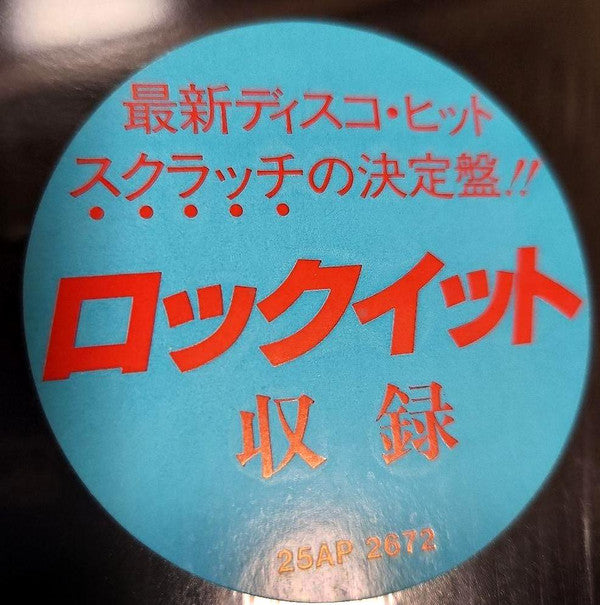 最新ディスコ・ヒット
スクラッチの決定盤!!
ロックイット
収録
25AP 2672